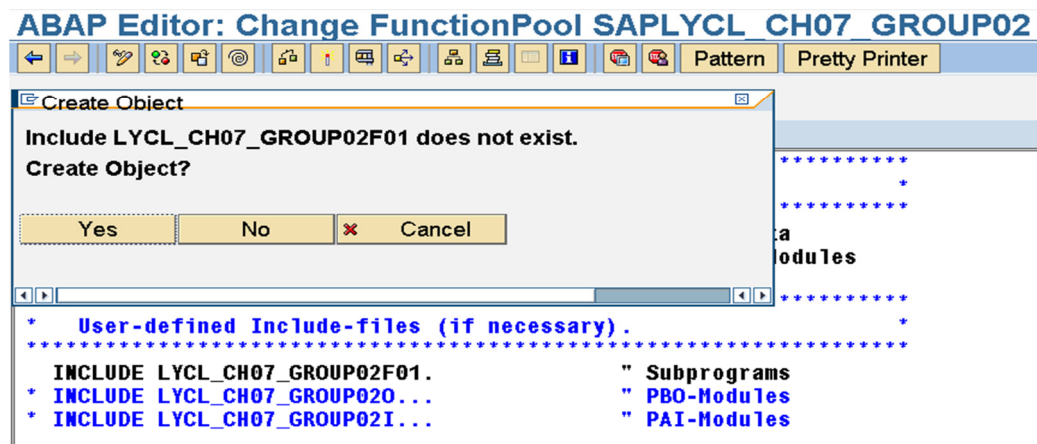 ABAP Editor: Change FunctionPool SAPLYCL_CH07_GROUP02
Pattern Pretty Printer
Create Object
Include LYCL_CH07_GROUP02F01 does not exist.
Create Object?
Yes No Cancel
**********
*
**********
**********
* User-defined Include-files (if necessary). *
*******************************************************************
INCLUDE LYCL_CH07_GROUP02F01. " Subprograms
* INCLUDE LYCL_CH07_GROUP02O... " PBO-Modules
* INCLUDE LYCL_CH07_GROUP02I... " PAI-Modules